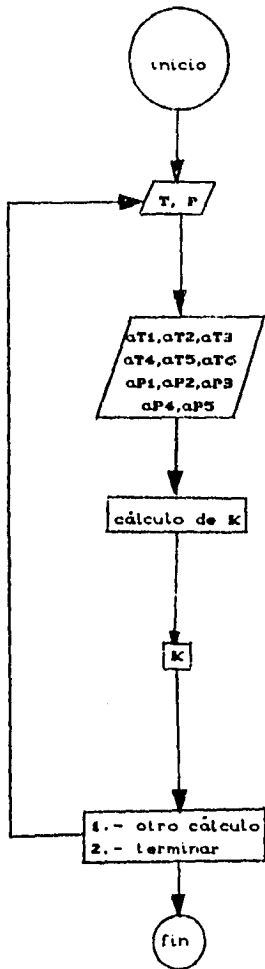 inicio
T, P
aT1,aT2,aT3
aT4,aT5,aT6
aP1,aP2,aP3
aP4,aP5
cálculo de K
K
1.- otro cálculo
2.- terminar
fin